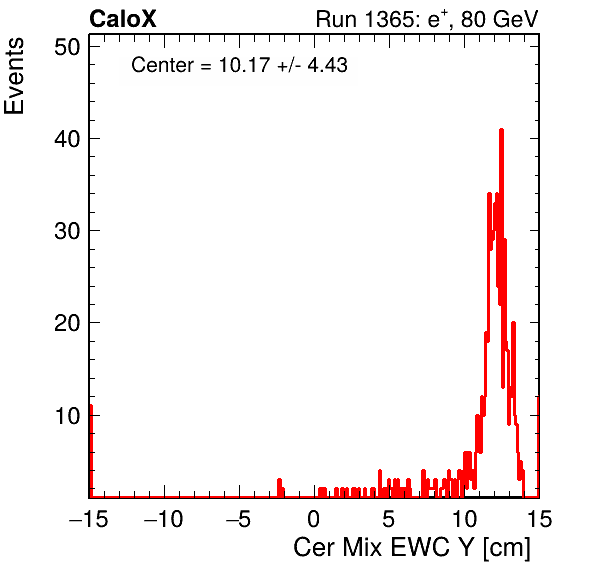 CaloX Run 1365: e⁺, 80 GeV
Center = 10.17 +/- 4.43
Events
50
40
30
20
10
−15 −10 −5 0 5 10 15
Cer Mix EWC Y [cm]